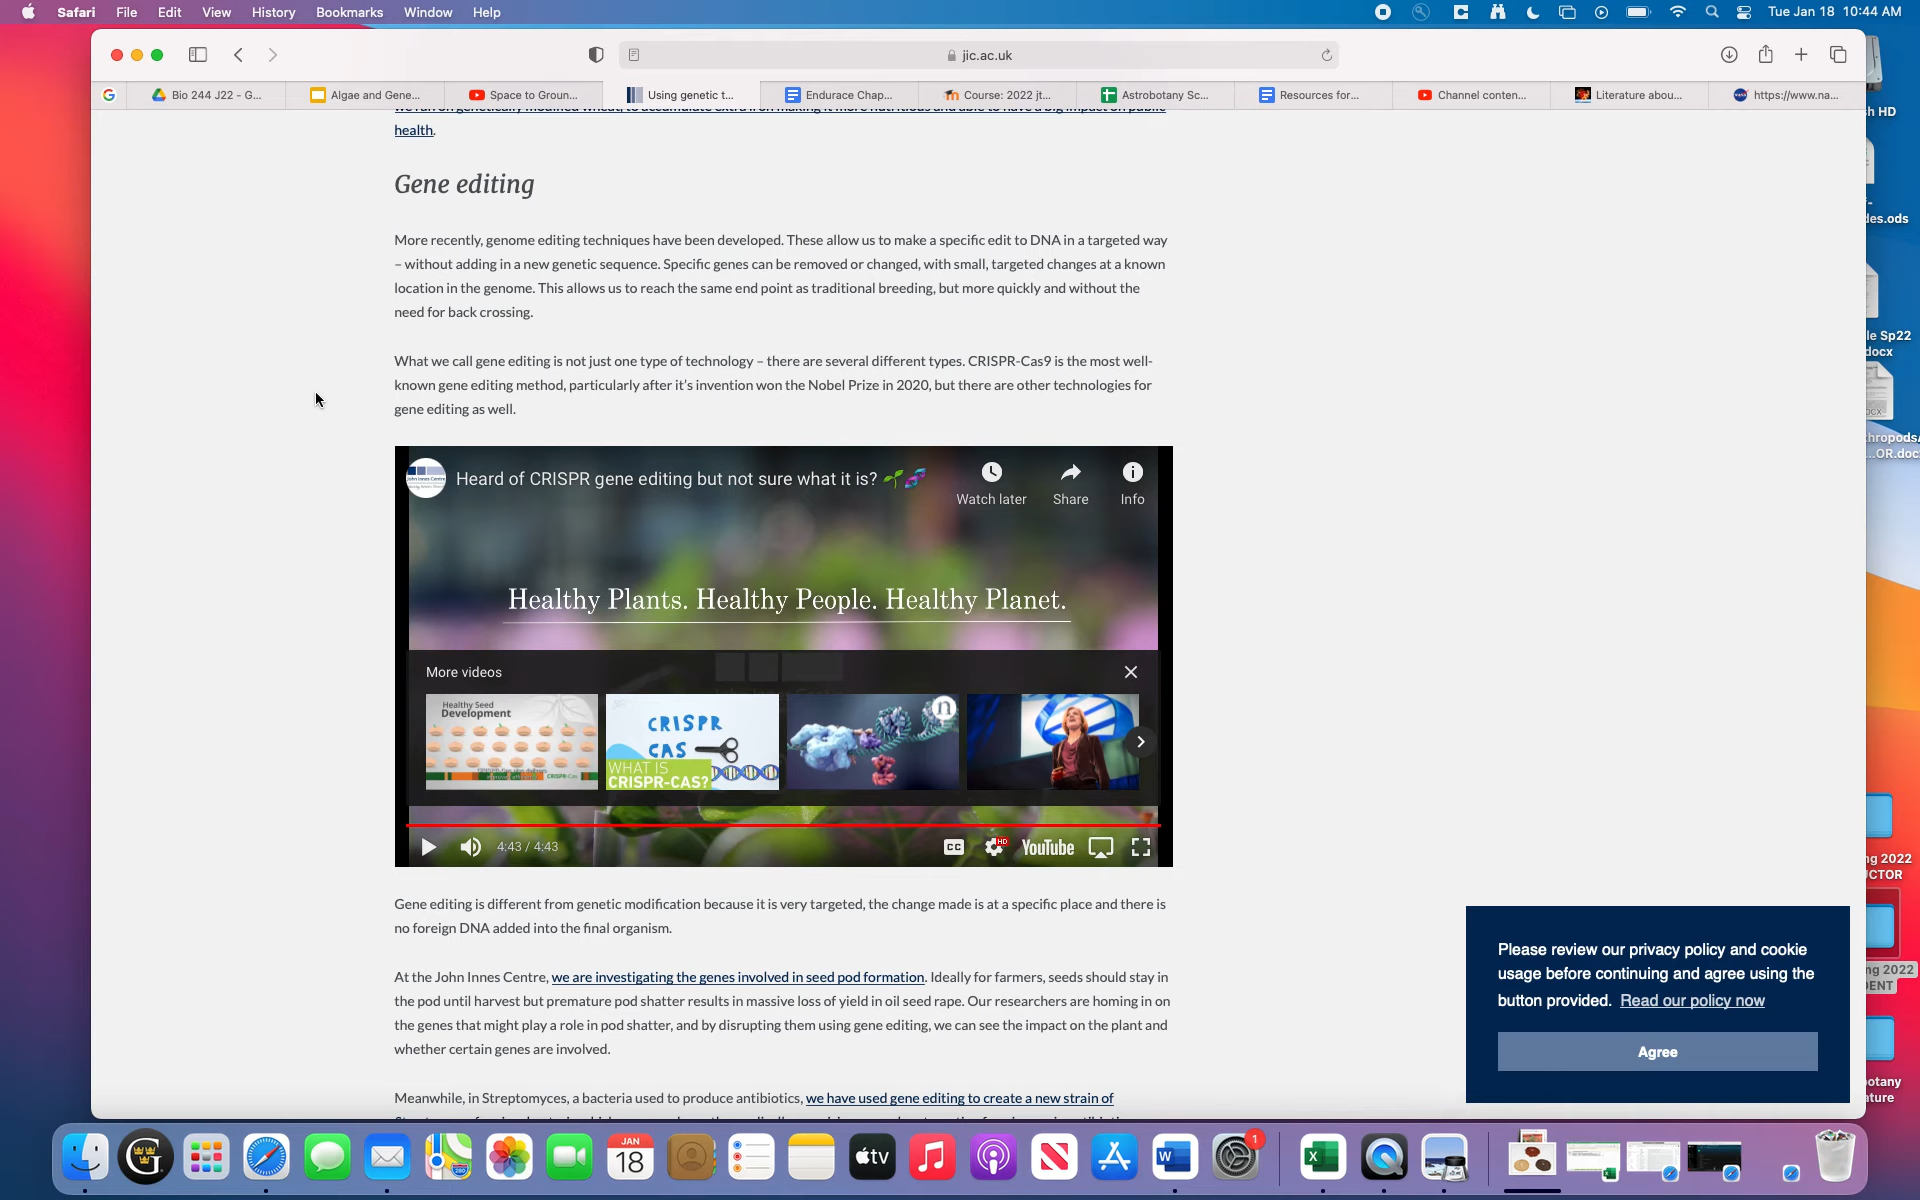 Safari File Edit View History Bookmarks Window Help
Tue Jan 18 10:44 AM
jic.ac.uk
Bio 244 J22 - G...
Algae and Gene...
Space to Groun...
Using genetic t...
Endurace Chap...
Course: 2022 jt...
Astrobotany Sc...
Resources for...
Channel conten...
Literature abou...
https://www.na...
health.
Gene editing
More recently, genome editing techniques have been developed. These allow us to make a specific edit to DNA in a targeted way
– without adding in a new genetic sequence. Specific genes can be removed or changed, with small, targeted changes at a known
location in the genome. This allows us to reach the same end point as traditional breeding, but more quickly and without the
need for back crossing.
What we call gene editing is not just one type of technology – there are several different types. CRISPR-Cas9 is the most well-
known gene editing method, particularly after it's invention won the Nobel Prize in 2020, but there are other technologies for
gene editing as well.
Heard of CRISPR gene editing but not sure what it is?
Watch later
Share
Info
Healthy Plants. Healthy People. Healthy Planet.
More videos
Healthy Seed
Development
CRISPR
CAS
WHAT IS
CRISPR-CAS?
n
4:43 / 4:43
CC
HD
YouTube
Gene editing is different from genetic modification because it is very targeted, the change made is at a specific place and there is
no foreign DNA added into the final organism.
At the John Innes Centre, we are investigating the genes involved in seed pod formation. Ideally for farmers, seeds should stay in
the pod until harvest but premature pod shatter results in massive loss of yield in oil seed rape. Our researchers are homing in on
the genes that might play a role in pod shatter, and by disrupting them using gene editing, we can see the impact on the plant and
whether certain genes are involved.
Meanwhile, in Streptomyces, a bacteria used to produce antibiotics, we have used gene editing to create a new strain of
Please review our privacy policy and cookie
usage before continuing and agree using the
button provided. Read our policy now
Agree
h HD
des.ods
le Sp22
docx
hropods
...OR.doc
ng 2022
JCTOR
ng 2022
DENT
otany
ature
JAN
18
tv
1